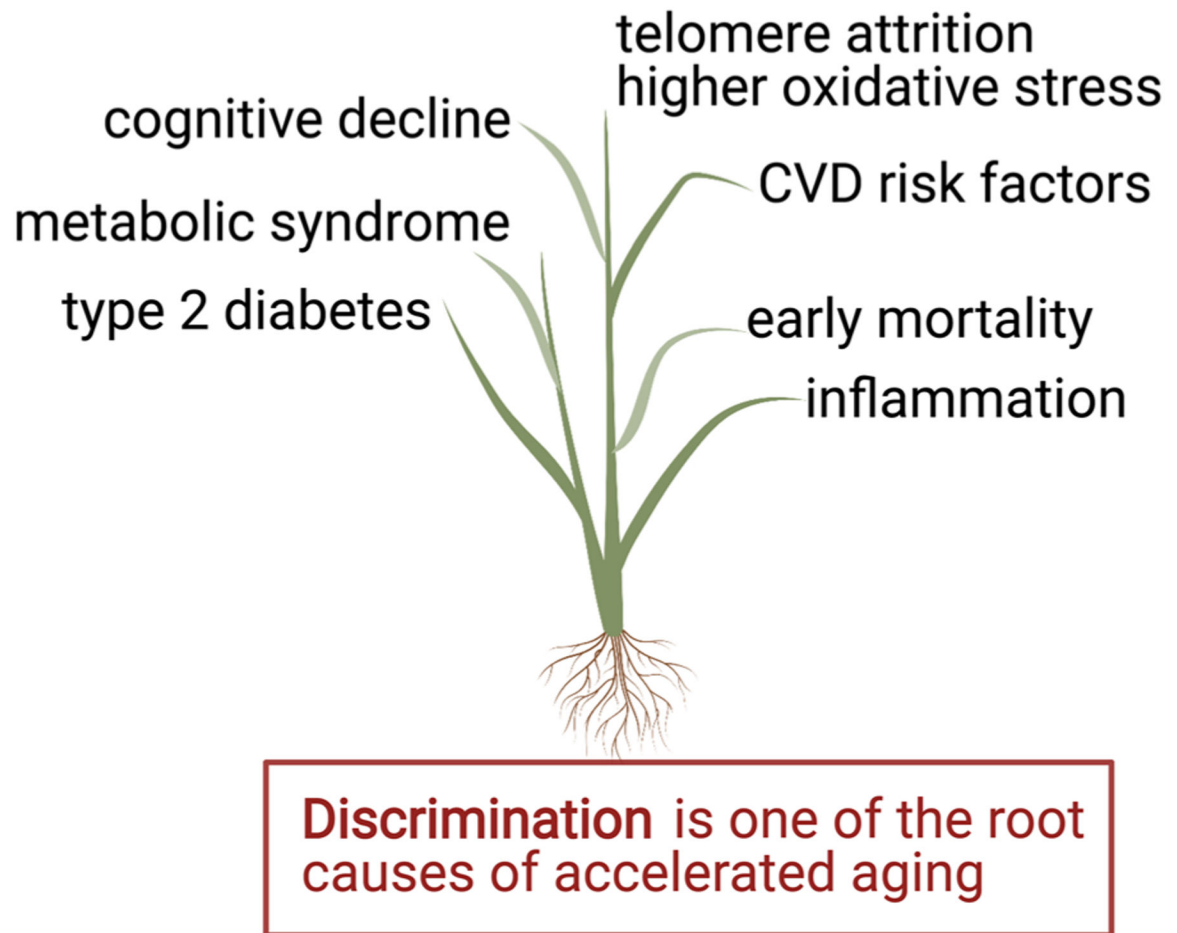 telomere attrition
higher oxidative stress
cognitive decline
CVD risk factors
metabolic syndrome
type 2 diabetes
early mortality
inflammation
Discrimination is one of the root
causes of accelerated aging